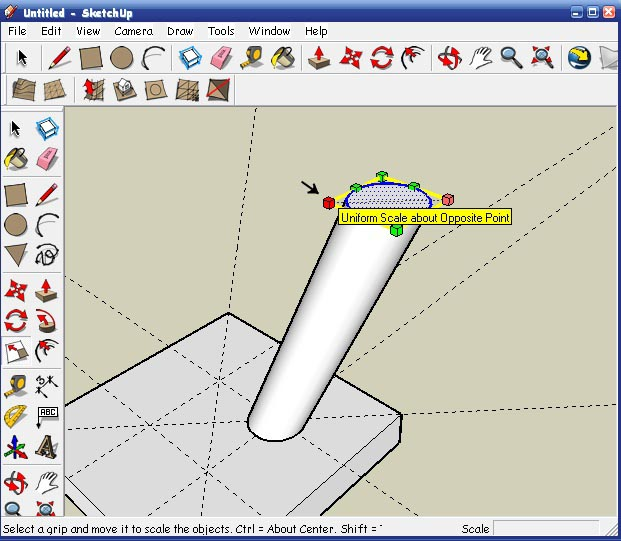 Untitled - SketchUp
File Edit View Camera Draw Tools Window Help
Uniform Scale about Opposite Point
ABC
Select a grip and move it to scale the objects. Ctrl = About Center. Shift = Scale